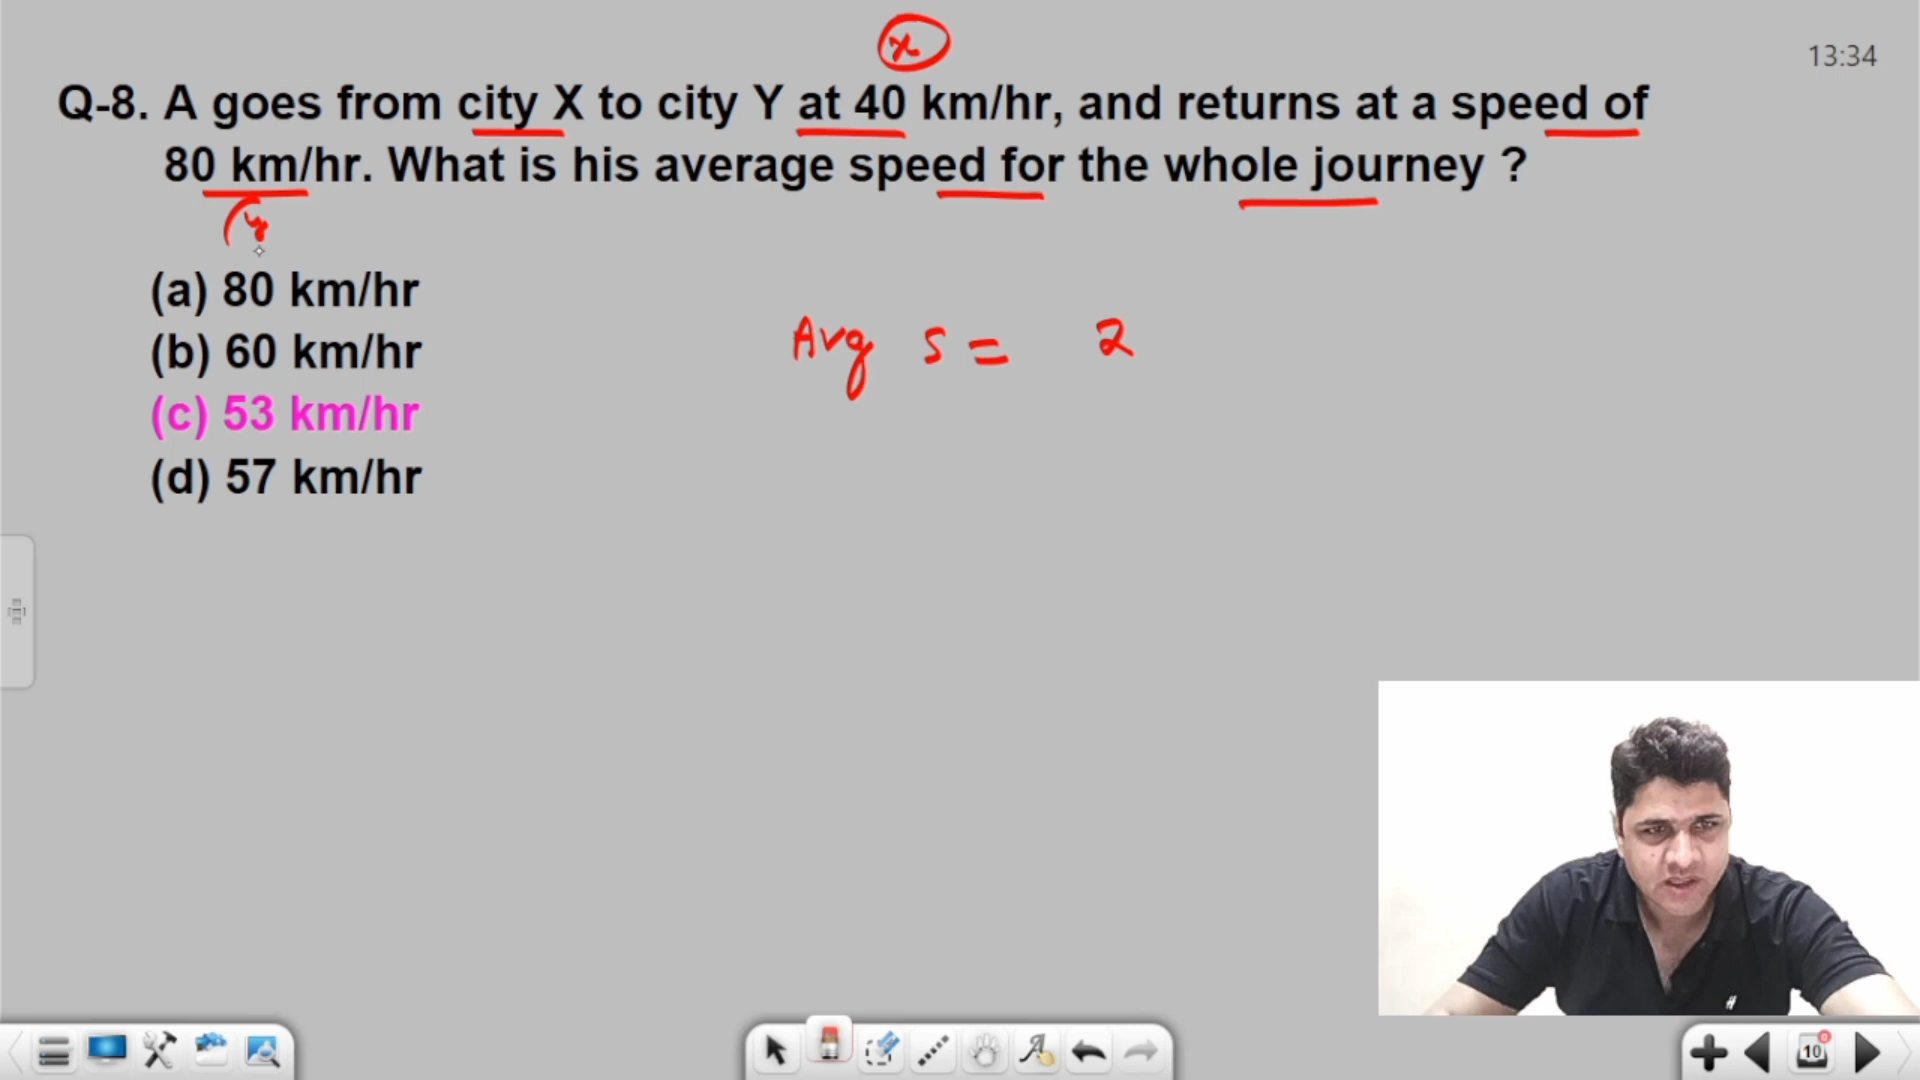 x
13:34
Q-8. A goes from city X to city Y at 40 km/hr, and returns at a speed of
80 km/hr. What is his average speed for the whole journey ?
y
(a) 80 km/hr
(b) 60 km/hr
(c) 53 km/hr
(d) 57 km/hr
Avg s = 2
10